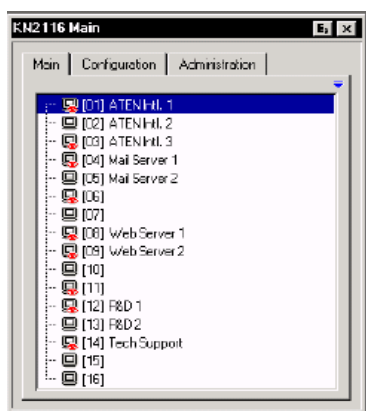 KN2116 Main
Main Configuration Administration
[01] ATEN Intl. 1
[02] ATEN Intl. 2
[03] ATEN Intl. 3
[04] Mail Server 1
[05] Mail Server 2
[06]
[07]
[08] Web Server 1
[09] Web Server 2
[10]
[11]
[12] R&D 1
[13] R&D 2
[14] Tech Support
[15]
[16]